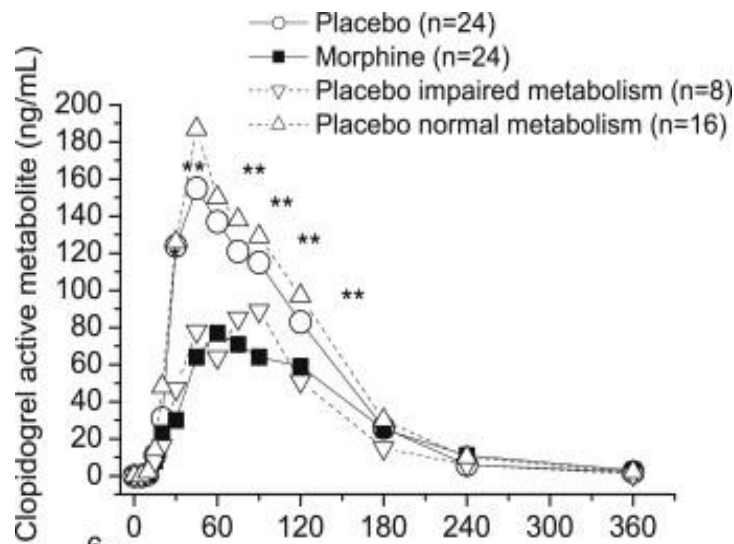 Placebo (n=24)
Morphine (n=24)
Placebo impaired metabolism (n=8)
Placebo normal metabolism (n=16)
Clopidogrel active metabolite (ng/mL)
200
180
160
140
120
100
80
60
40
20
0
**
**
**
**
**
*
0 60 120 180 240 300 360